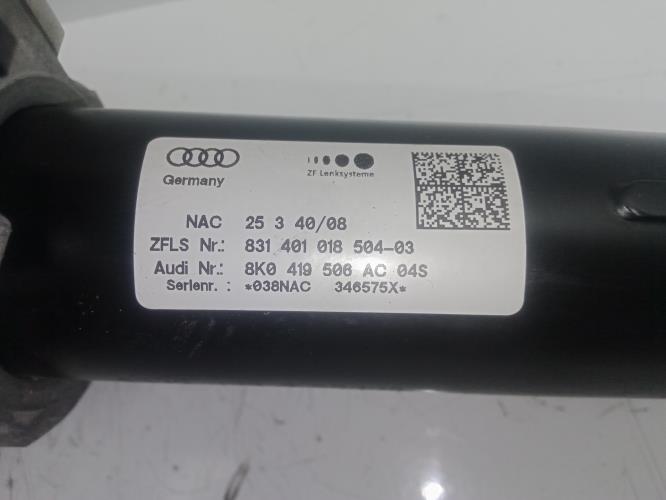 Germany
ZF Lenksysteme
NAC 25 3 40/08
ZFLS Nr.: 831 401 018 504-03
Audi Nr.: 8K0 419 506 AC 04S
Serienr. : *038NAC 346575X*